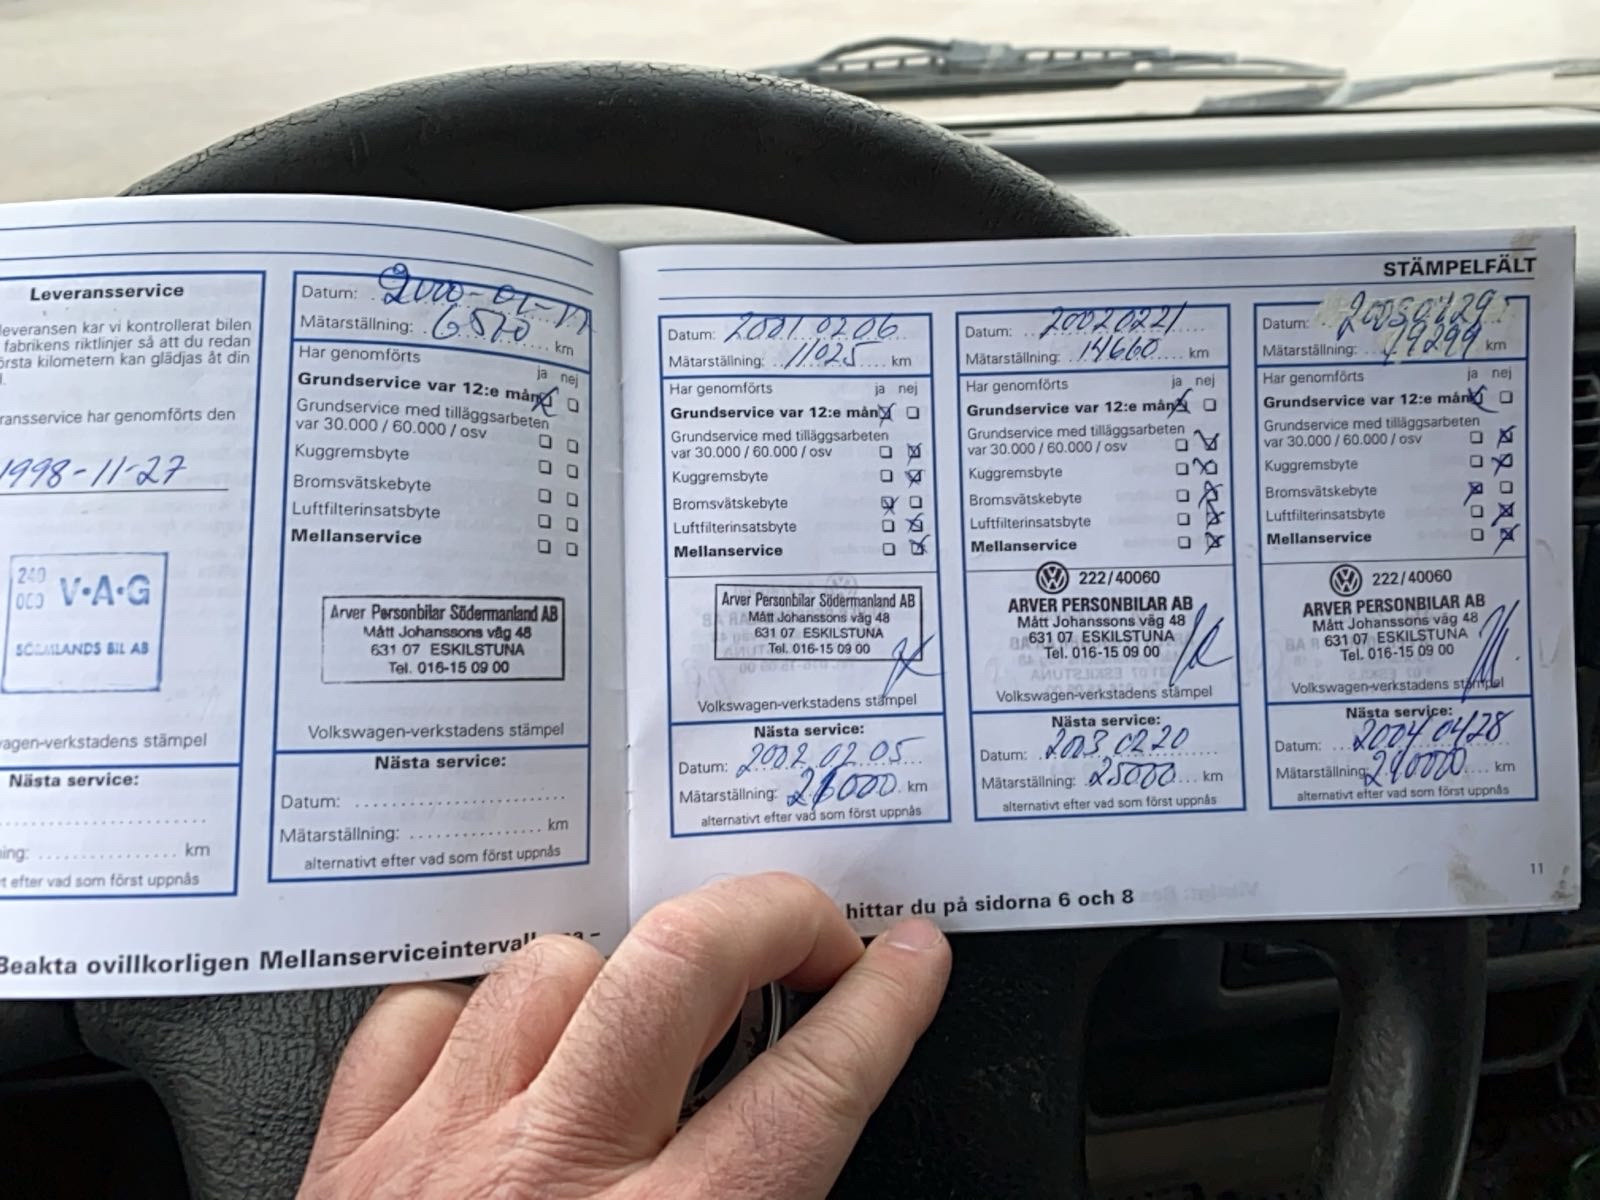 Leveransservice
leveransen kar vi kontrollerat bilen
fabrikens riktlinjer så att du redan
örsta kilometern kan glädjas åt din
ransservice har genomförts den
1998-11-27
240
000
V·A·G
SÖRMLANDS BIL AB
vagen-verkstadens stämpel
Nästa service:
ning: km
t efter vad som först uppnås
Datum: 2000-01-17
Mätarställning: 6570 km
Har genomförts
ja nej
Grundservice var 12:e mån
Grundservice med tilläggsarbeten
var 30.000 / 60.000 / osv
Kuggremsbyte
Bromsvätskebyte
Luftfilterinsatsbyte
Mellanservice
Arver Personbilar Södermanland AB
Mått Johanssons väg 48
631 07 ESKILSTUNA
Tel. 016-15 09 00
Volkswagen-verkstadens stämpel
Nästa service:
Datum:
Mätarställning: km
alternativt efter vad som först uppnås
Beakta ovillkorligen Mellanserviceintervall
STÄMPELFÄLT
Datum: 2001.02.06
Mätarställning: 11025 km
Har genomförts ja nej
Grundservice var 12:e mån
Grundservice med tilläggsarbeten
var 30.000 / 60.000 / osv
Kuggremsbyte
Bromsvätskebyte
Luftfilterinsatsbyte
Mellanservice
Arver Personbilar Södermanland AB
Mått Johanssons väg 48
631 07 ESKILSTUNA
Tel. 016-15 09 00
Volkswagen-verkstadens stämpel
Nästa service:
Datum: 2002.02.05
Mätarställning: 26000 km
alternativt efter vad som först uppnås
Datum: 20020221
Mätarställning: 14660 km
Har genomförts ja nej
Grundservice var 12:e mån
Grundservice med tilläggsarbeten
var 30.000 / 60.000 / osv
Kuggremsbyte
Bromsvätskebyte
Luftfilterinsatsbyte
Mellanservice
222/40060
ARVER PERSONBILAR AB
Mått Johanssons väg 48
631 07 ESKILSTUNA
Tel. 016-15 09 00
Volkswagen-verkstadens stämpel
Nästa service:
Datum: 2003.02.20
Mätarställning: 25000 km
alternativt efter vad som först uppnås
Datum: 20030429
Mätarställning: 19299 km
Har genomförts ja nej
Grundservice var 12:e mån
Grundservice med tilläggsarbeten
var 30.000 / 60.000 / osv
Kuggremsbyte
Bromsvätskebyte
Luftfilterinsatsbyte
Mellanservice
222/40060
ARVER PERSONBILAR AB
Mått Johanssons väg 48
631 07 ESKILSTUNA
Tel. 016-15 09 00
Volkswagen-verkstadens stämpel
Nästa service:
Datum: 2004.04.28
Mätarställning: km
alternativt efter vad som först uppnås
hittar du på sidorna 6 och 8
11